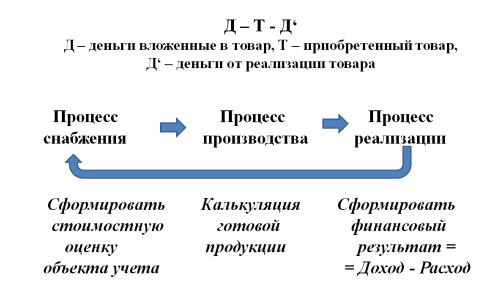 Д – Т - Д‘
Д – деньги вложенные в товар, Т – приобретенный товар,
Д‘ – деньги от реализации товара
Процесс снабжения
Процесс производства
Процесс реализации
Сформировать стоимостную оценку объекта учета
Калькуляция готовой продукции
Сформировать финансовый результат = = Доход - Расход